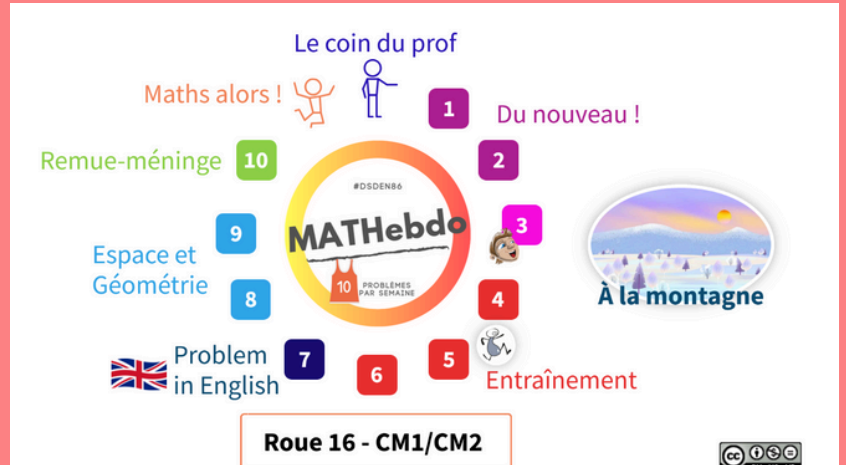 Le coin du prof
Maths alors !
1
Du nouveau !
Remue-méninge
10
2
#DSDEN86
MATHebdo
3
9
Espace et
Géométrie
8
10
PROBLÈMES
PAR SEMAINE
4
À la montagne
Problem
in English
7
6
5
Entraînement
Roue 16 - CM1/CM2
cc